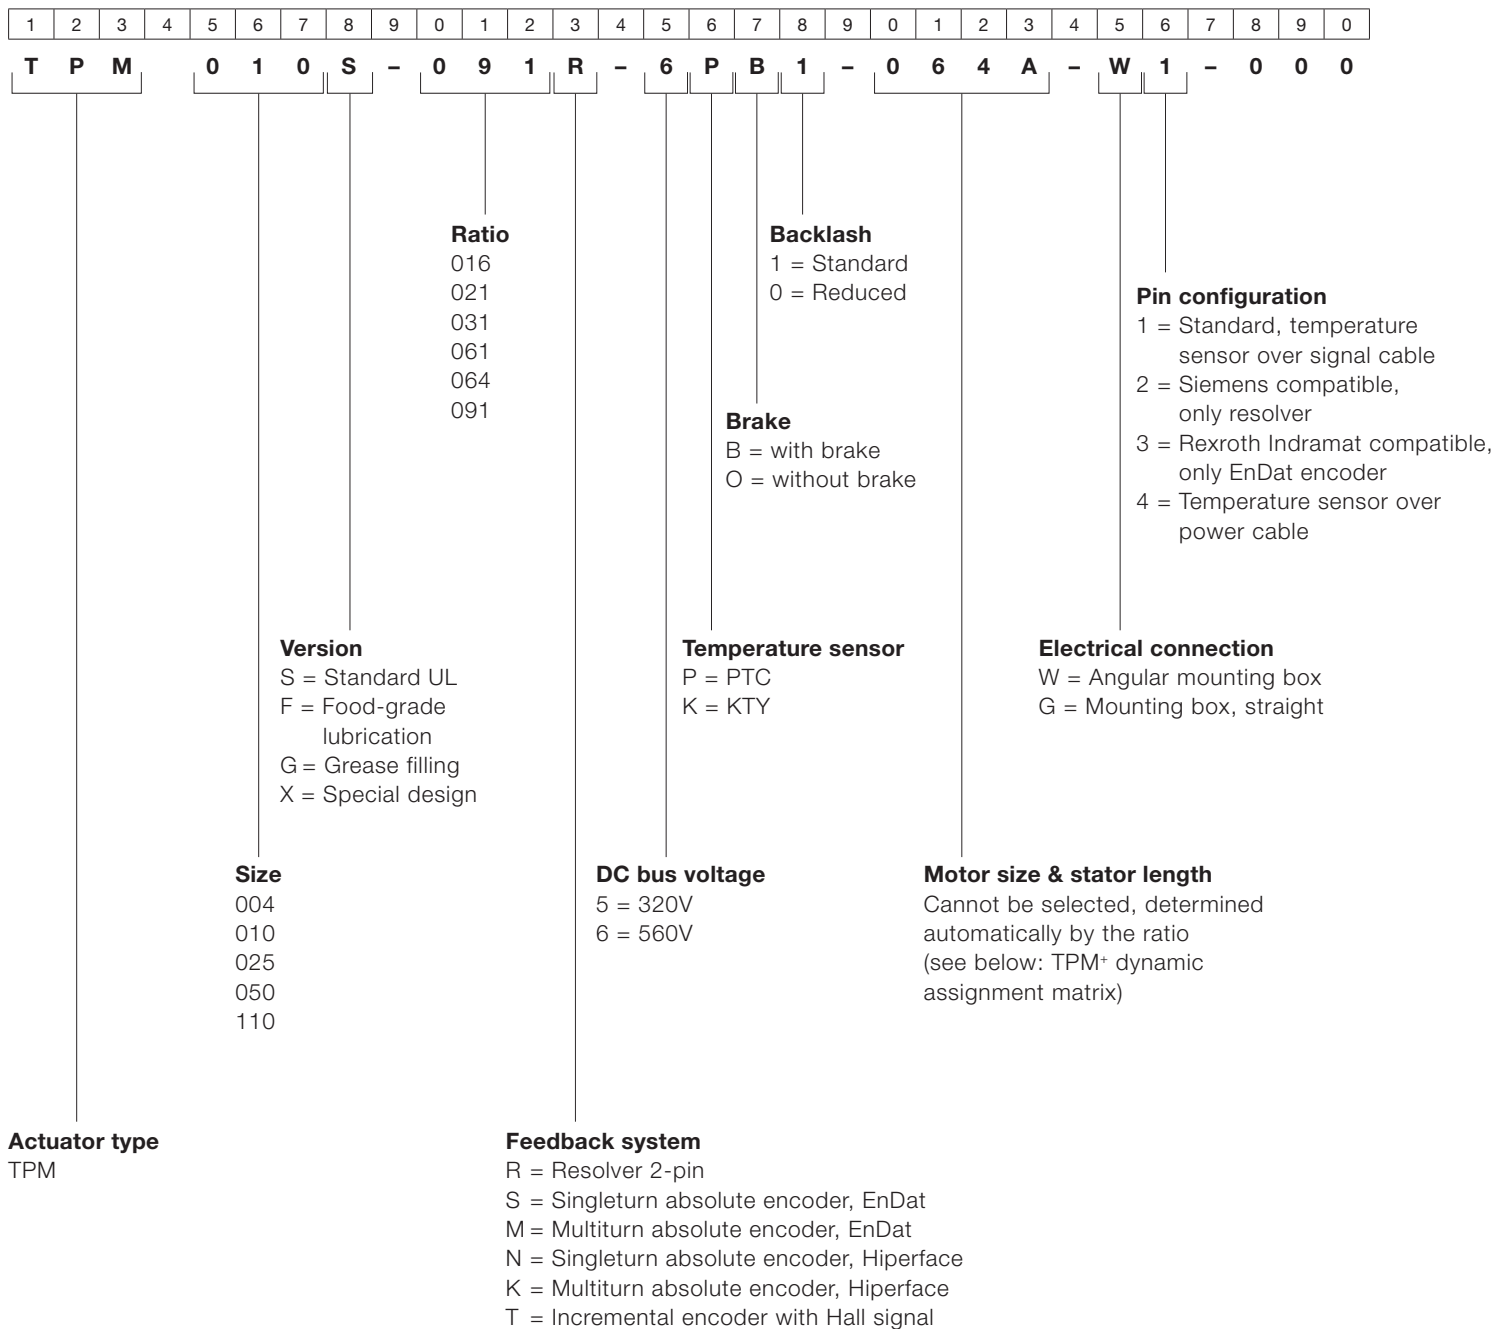 1 2 3 4 5 6 7 8 9 0 1 2 3 4 5 6 7 8 9 0 1 2 3 4 5 6 7 8 9 0
T P M 0 1 0 S – 0 9 1 R – 6 P B 1 – 0 6 4 A – W 1 – 0 0 0
Ratio
016
021
031
061
064
091
Backlash
1 = Standard
0 = Reduced
Pin configuration
1 = Standard, temperature
sensor over signal cable
2 = Siemens compatible,
only resolver
3 = Rexroth Indramat compatible,
only EnDat encoder
4 = Temperature sensor over
power cable
Brake
B = with brake
O = without brake
Version
S = Standard UL
F = Food-grade
lubrication
G = Grease filling
X = Special design
Temperature sensor
P = PTC
K = KTY
Electrical connection
W = Angular mounting box
G = Mounting box, straight
Size
004
010
025
050
110
DC bus voltage
5 = 320V
6 = 560V
Motor size & stator length
Cannot be selected, determined
automatically by the ratio
(see below: TPM⁺ dynamic
assignment matrix)
Actuator type
TPM
Feedback system
R = Resolver 2-pin
S = Singleturn absolute encoder, EnDat
M = Multiturn absolute encoder, EnDat
N = Singleturn absolute encoder, Hiperface
K = Multiturn absolute encoder, Hiperface
T = Incremental encoder with Hall signal